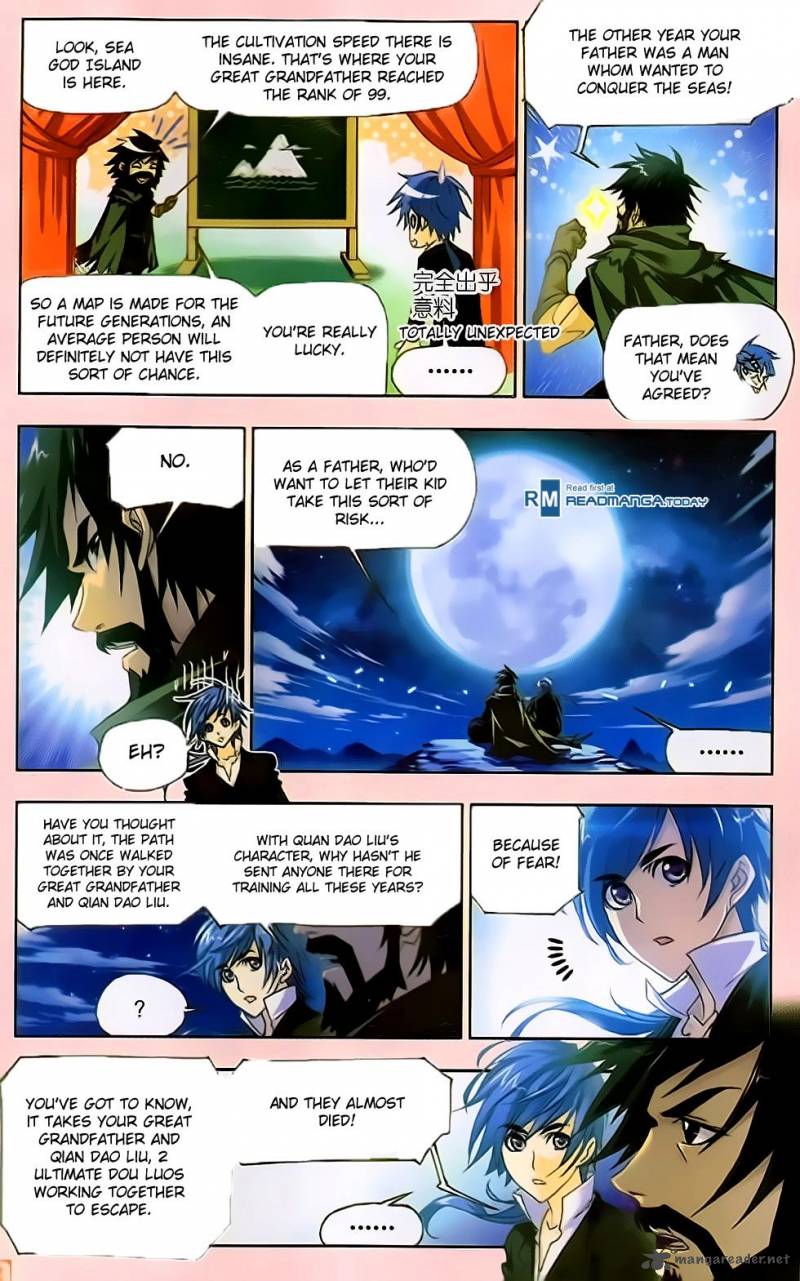 LOOK, SEA
GOD ISLAND
IS HERE.
THE CULTIVATION SPEED THERE IS
INSANE. THAT'S WHERE YOUR
GREAT GRANDFATHER REACHED
THE RANK OF 99.
THE OTHER YEAR YOUR
FATHER WAS A MAN
WHOM WANTED TO
CONQUER THE SEAS!
SO A MAP IS MADE FOR THE
FUTURE GENERATIONS, AN
AVERAGE PERSON WILL
DEFINITELY NOT HAVE THIS
SORT OF CHANCE.
YOU'RE REALLY
LUCKY.
完全出乎
意料
TOTALLY UNEXPECTED
......
FATHER, DOES
THAT MEAN
YOU'VE
AGREED?
NO.
EH?
AS A FATHER, WHO'D
WANT TO LET THEIR KID
TAKE THIS SORT OF
RISK...
RM Read first at
READMANGA.TODAY
......
HAVE YOU THOUGHT
ABOUT IT, THE PATH
WAS ONCE WALKED
TOGETHER BY YOUR
GREAT GRANDFATHER
AND QIAN DAO LIU.
WITH QUAN DAO LIU'S
CHARACTER, WHY HASN'T HE
SENT ANYONE THERE FOR
TRAINING ALL THESE YEARS?
?
BECAUSE
OF FEAR!
YOU'VE GOT TO KNOW,
IT TAKES YOUR GREAT
GRANDFATHER AND
QIAN DAO LIU, 2
ULTIMATE DOU LUOS
WORKING TOGETHER
TO ESCAPE.
AND THEY ALMOST
DIED!
......
mangareader.net